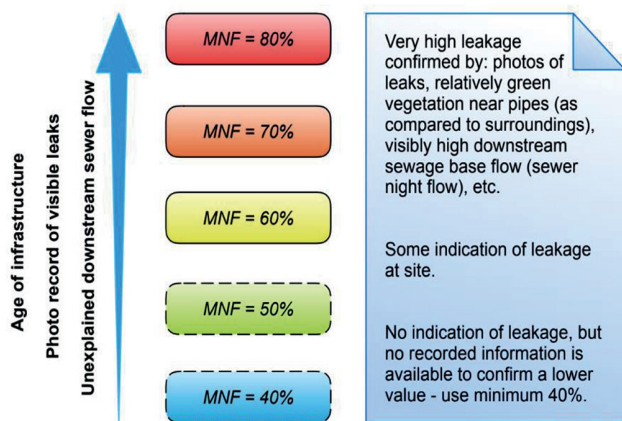 Age of infrastructure
Photo record of visible leaks
Unexplained downstream sewer flow
MNF = 80%
MNF = 70%
MNF = 60%
MNF = 50%
MNF = 40%
Very high leakage
confirmed by: photos of
leaks, relatively green
vegetation near pipes (as
compared to surroundings),
visibly high downstream
sewage base flow (sewer
night flow), etc.
Some indication of leakage
at site.
No indication of leakage, but
no recorded information is
available to confirm a lower
value - use minimum 40%.